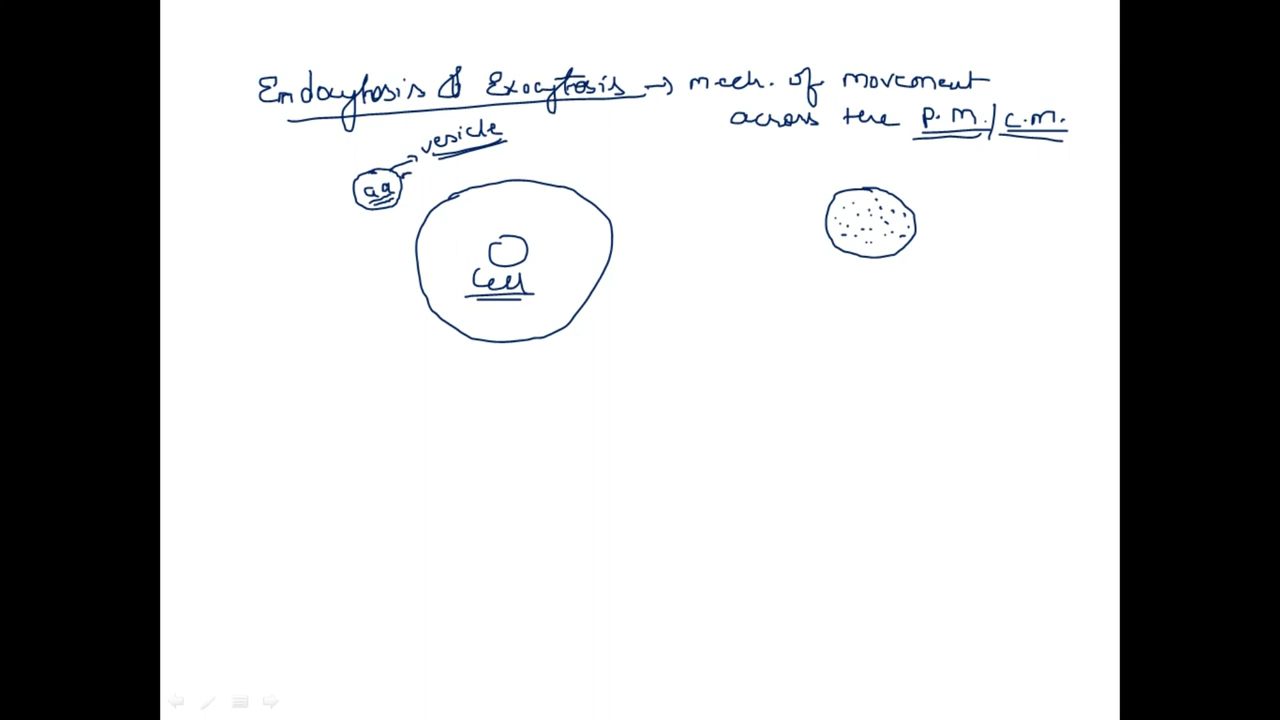 Endocytosis & Exocytosis → mech. of movement
across the P.M./C.M.
vesicle
aa
Cell